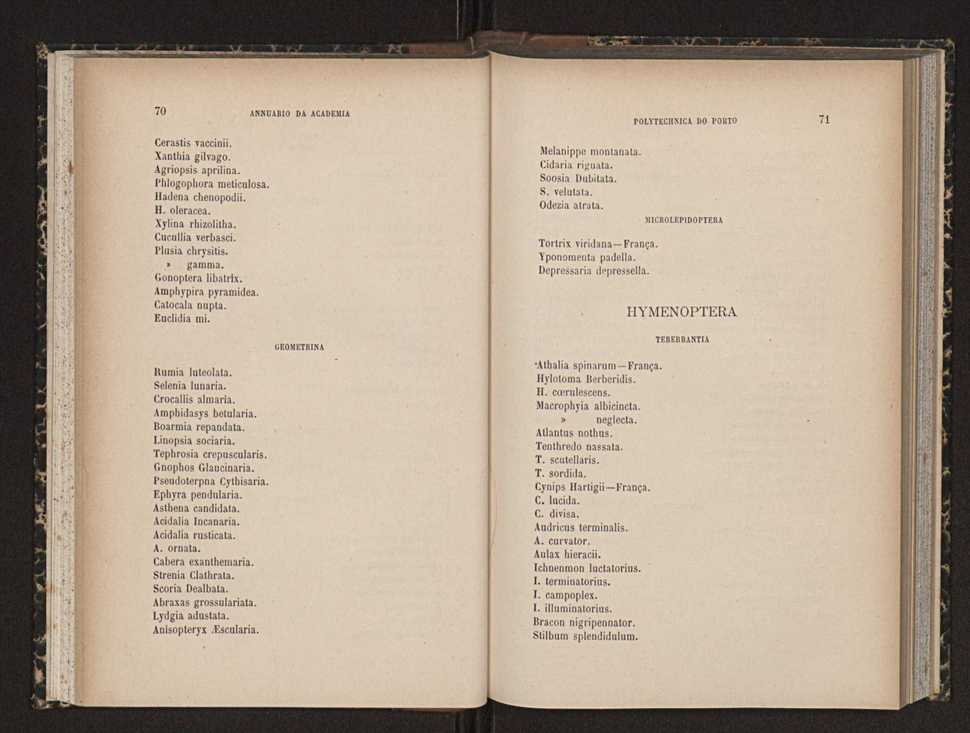 70
ANNUARIO DA ACADEMIA
Cerastis vaccinii.
Xanthia gilvago.
Agriopsis aprilina.
Phlogophora meticulosa.
Hadena chenopodii.
H. oleracea.
Xylina rhizolitha.
Cucullia verbasci.
Plusia chrysitis.
» gamma.
Gonoptera libatrix.
Amphypira pyramidea.
Catocala nupta.
Euclidia mi.
GEOMETRINA
Rumia luteolata.
Selenia lunaria.
Crocallis almaria.
Amphidasys betularia.
Boarmia repandata.
Linopsia sociaria.
Tephrosia crepuscularis.
Gnophos Glaucinaria.
Pseudoterpna Cythisaria.
Ephyra pendularia.
Asthena candidata.
Acidalia Incanaria.
Acidalia rusticata.
A. ornata.
Cabera exanthemaria.
Strenia Clathrata.
Scoria Dealbata.
Abraxas grossulariata.
Lydgia adustata.
Anisopteryx Æscularia.
POLYTECHNICA DO PORTO
71
Melanippe montanata.
Cidaria riguata.
Soosia Dubitata.
S. velutata.
Odezia atrata.
MICROLEPIDOPTERA
Tortrix viridana—França.
Yponomenta padella.
Depressaria depressella.
HYMENOPTERA
TEBERRANTIA
Athalia spinarum—França.
Hylotoma Berberidis.
H. cœrulescens.
Macrophyia albicincta.
» neglecta.
Atlantus nothus.
Tenthredo nassata.
T. scutellaris.
T. sordida.
Cynips Hartigii—França.
C. lucida.
C. divisa.
Audricus terminalis.
A. curvator.
Aulax hieracii.
Ichnenmon luctatorius.
I. terminatorius.
I. campoplex.
I. illuminatorius.
Bracon nigripennator.
Stilbum splendidulum.